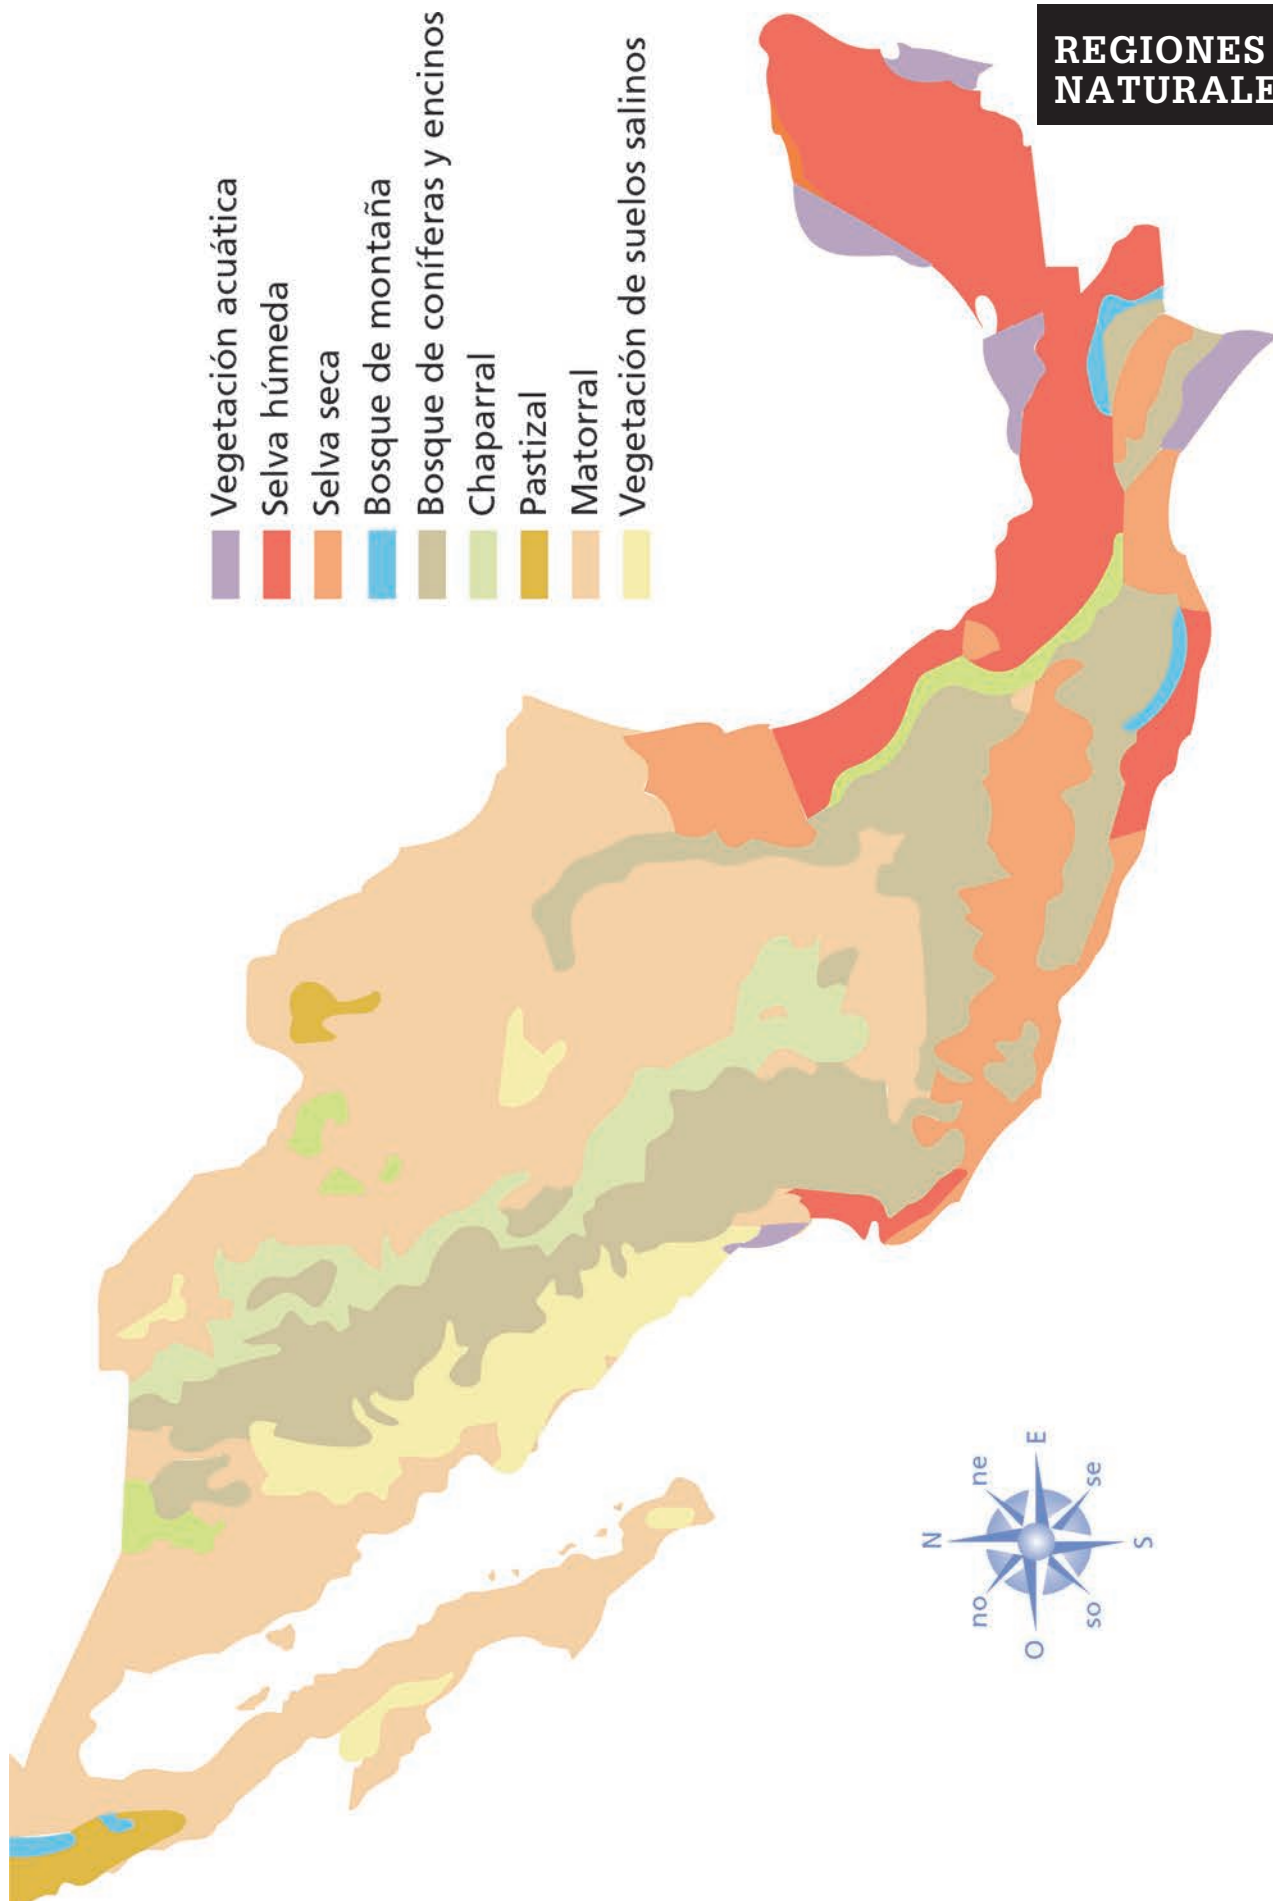 REGIONES
NATURALE
Vegetación acuática
Selva húmeda
Selva seca
Bosque de montaña
Bosque de coníferas y encinos
Chaparral
Pastizal
Matorral
Vegetación de suelos salinos
N
no
ne
O
E
so
se
S